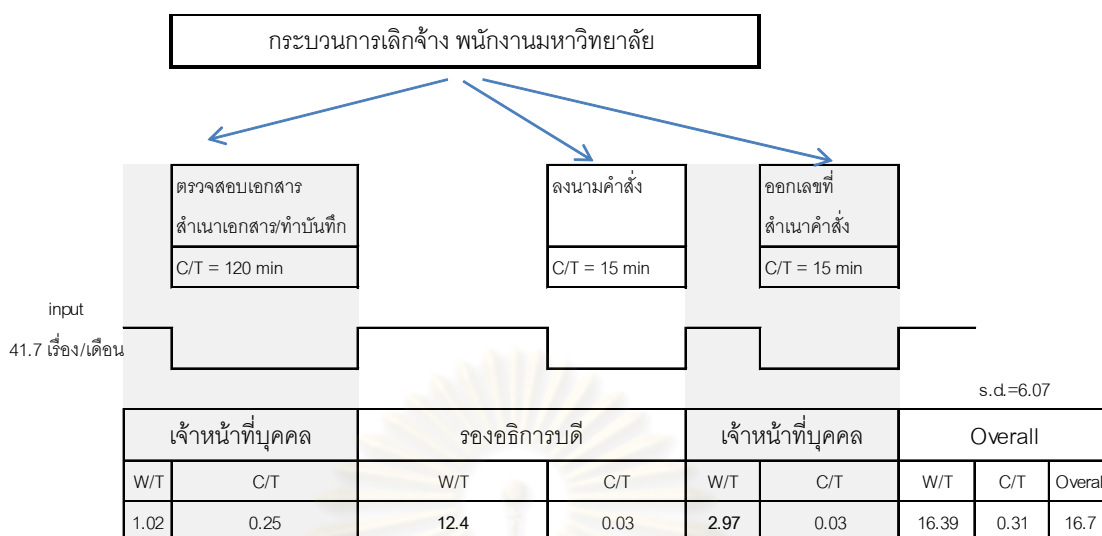 กระบวนการเลิกจ้าง พนักงานมหาวิทยาลัย
ตรวจสอบเอกสาร
สำเนาเอกสาร/ทำบันทึก
C/T = 120 min
ลงนามคำสั่ง
C/T = 15 min
ออกเลขที่
สำเนาคำสั่ง
C/T = 15 min
input
41.7 เรื่อง/เดือน
s.d.=6.07
เจ้าหน้าที่บุคคล รองอธิการบดี เจ้าหน้าที่บุคคล Overall
W/T C/T W/T C/T W/T C/T W/T C/T Overal
1.02 0.25 12.4 0.03 2.97 0.03 16.39 0.31 16.7